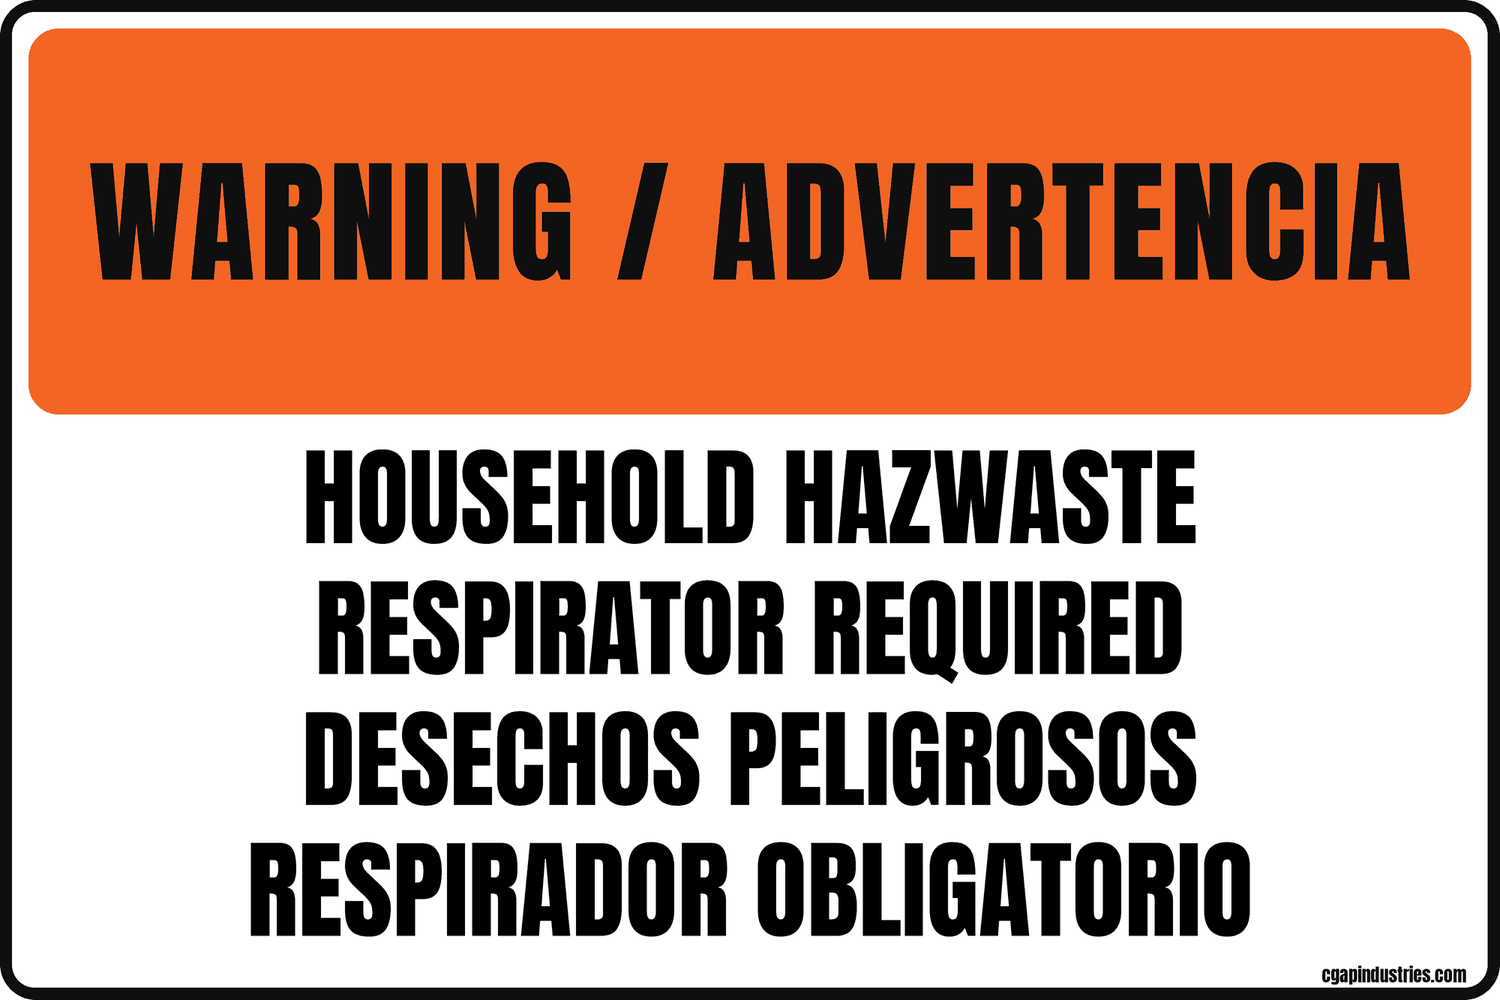 WARNING / ADVERTENCIA
HOUSEHOLD HAZWASTE
RESPIRATOR REQUIRED
DESECHOS PELIGROSOS
RESPIRADOR OBLIGATORIO
cgapindustries.com